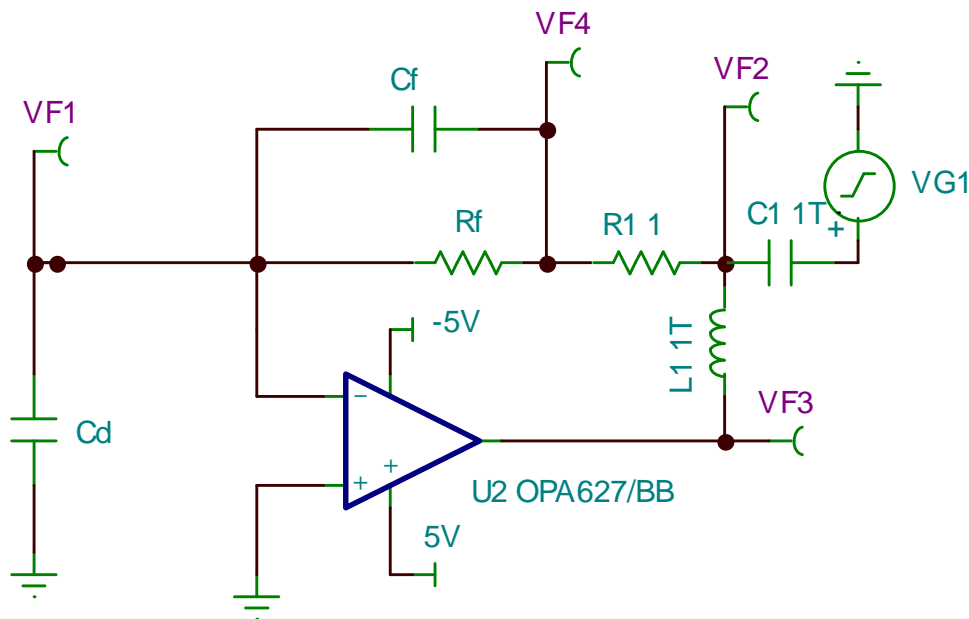 VF4
VF2
Cf
VF1
VG1
C1 1T
+
Rf
R1 1
-5V
L1 1T
VF3
Cd
U2 OPA627/BB
5V